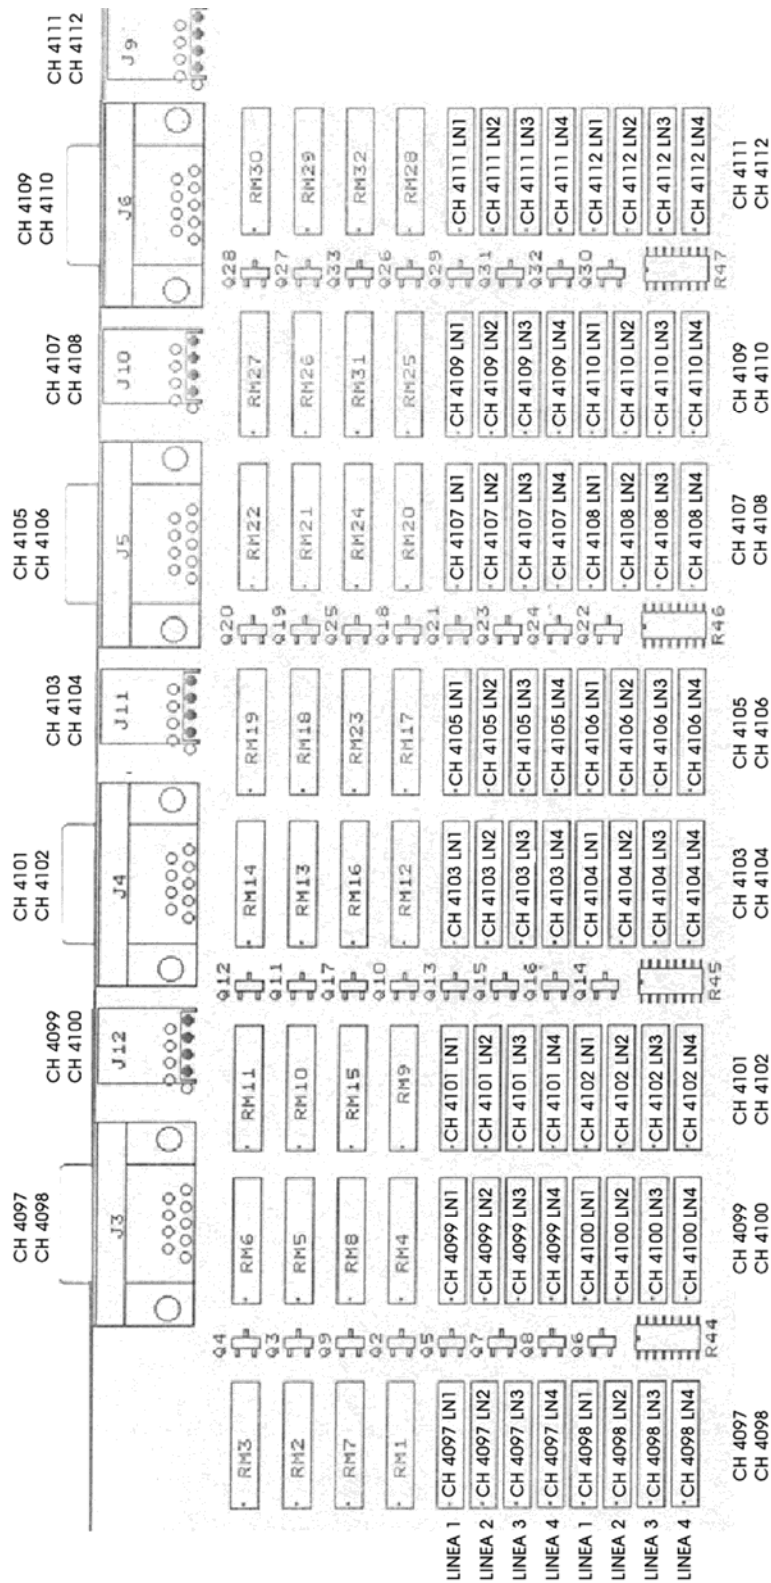 CH 4097
CH 4098
CH 4099
CH 4100
CH 4101
CH 4102
CH 4103
CH 4104
CH 4105
CH 4106
CH 4107
CH 4108
CH 4109
CH 4110
CH 4111
CH 4112
J3
J12
J4
J11
J5
J10
J6
J9
RM3 Q4 RM6 RM11 Q12 RM14 RM19 Q20 RM22 RM27 Q28 RM30
RM2 Q3 RM5 RM10 Q11 RM13 RM18 Q19 RM21 RM26 Q27 RM29
RM7 Q9 RM8 RM15 Q17 RM16 RM23 Q25 RM24 RM31 Q33 RM32
RM1 Q2 RM4 RM9 Q10 RM12 RM17 Q18 RM20 RM25 Q26 RM28
LINEA 1 CH 4097 LN1 Q5 CH 4099 LN1 CH 4101 LN1 Q13 CH 4103 LN1 CH 4105 LN1 Q21 CH 4107 LN1 CH 4109 LN1 Q29 CH 4111 LN1
LINEA 2 CH 4097 LN2 Q7 CH 4099 LN2 CH 4101 LN2 Q15 CH 4103 LN2 CH 4105 LN2 Q23 CH 4107 LN2 CH 4109 LN2 Q31 CH 4111 LN2
LINEA 3 CH 4097 LN3 Q8 CH 4099 LN3 CH 4101 LN3 Q16 CH 4103 LN3 CH 4105 LN3 Q24 CH 4107 LN3 CH 4109 LN3 Q32 CH 4111 LN3
LINEA 4 CH 4097 LN4 Q6 CH 4099 LN4 CH 4101 LN4 Q14 CH 4103 LN4 CH 4105 LN4 Q22 CH 4107 LN4 CH 4109 LN4 Q30 CH 4111 LN4
LINEA 1 CH 4098 LN1 CH 4100 LN1 CH 4102 LN1 CH 4104 LN1 CH 4106 LN1 CH 4108 LN1 CH 4110 LN1 CH 4112 LN1
LINEA 2 CH 4098 LN2 CH 4100 LN2 CH 4102 LN2 CH 4104 LN2 CH 4106 LN2 CH 4108 LN2 CH 4110 LN2 CH 4112 LN2
LINEA 3 CH 4098 LN3 CH 4100 LN3 CH 4102 LN3 CH 4104 LN3 CH 4106 LN3 CH 4108 LN3 CH 4110 LN3 CH 4112 LN3
LINEA 4 CH 4098 LN4 CH 4100 LN4 CH 4102 LN4 CH 4104 LN4 CH 4106 LN4 CH 4108 LN4 CH 4110 LN4 CH 4112 LN4
R44 R45 R46 R47
CH 4097
CH 4098
CH 4099
CH 4100
CH 4101
CH 4102
CH 4103
CH 4104
CH 4105
CH 4106
CH 4107
CH 4108
CH 4109
CH 4110
CH 4111
CH 4112